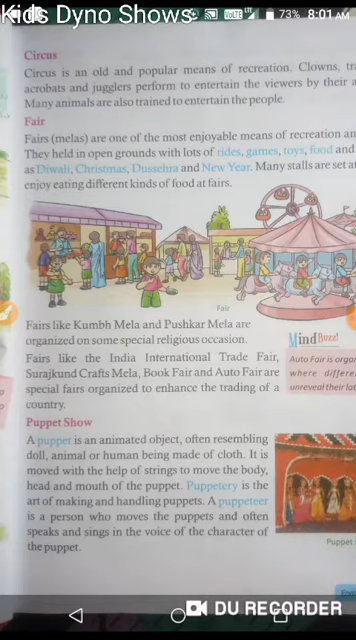 Kids Dyno Shows
VoLTE LTE 73% 8:01 AM
Circus
Circus is an old and popular means of recreation. Clowns,
acrobats and jugglers perform to entertain the viewers by their
Many animals are also trained to entertain the people.
Fair
Fairs (melas) are one of the most enjoyable means of recreation
They held in open grounds with lots of rides, games, toys, food and
as Diwali, Christmas, Dussehra and New Year. Many stalls are set
enjoy eating different kinds of food at fairs.
Fair
Fairs like Kumbh Mela and Pushkar Mela are
organized on some special religious occasion.
Fairs like the India International Trade Fair,
Surajkund Crafts Mela, Book Fair and Auto Fair are
special fairs organized to enhance the trading of a
country.
Mind Buzz!
Auto Fair is
where
unreveal their
Puppet Show
A puppet is an animated object, often resembling
doll, animal or human being made of cloth. It is
moved with the help of strings to move the body,
head and mouth of the puppet. Puppetery is the
art of making and handling puppets. A puppeteer
is a person who moves the puppets and often
speaks and sings in the voice of the character of
the puppet.
Puppet
DU RECORDER